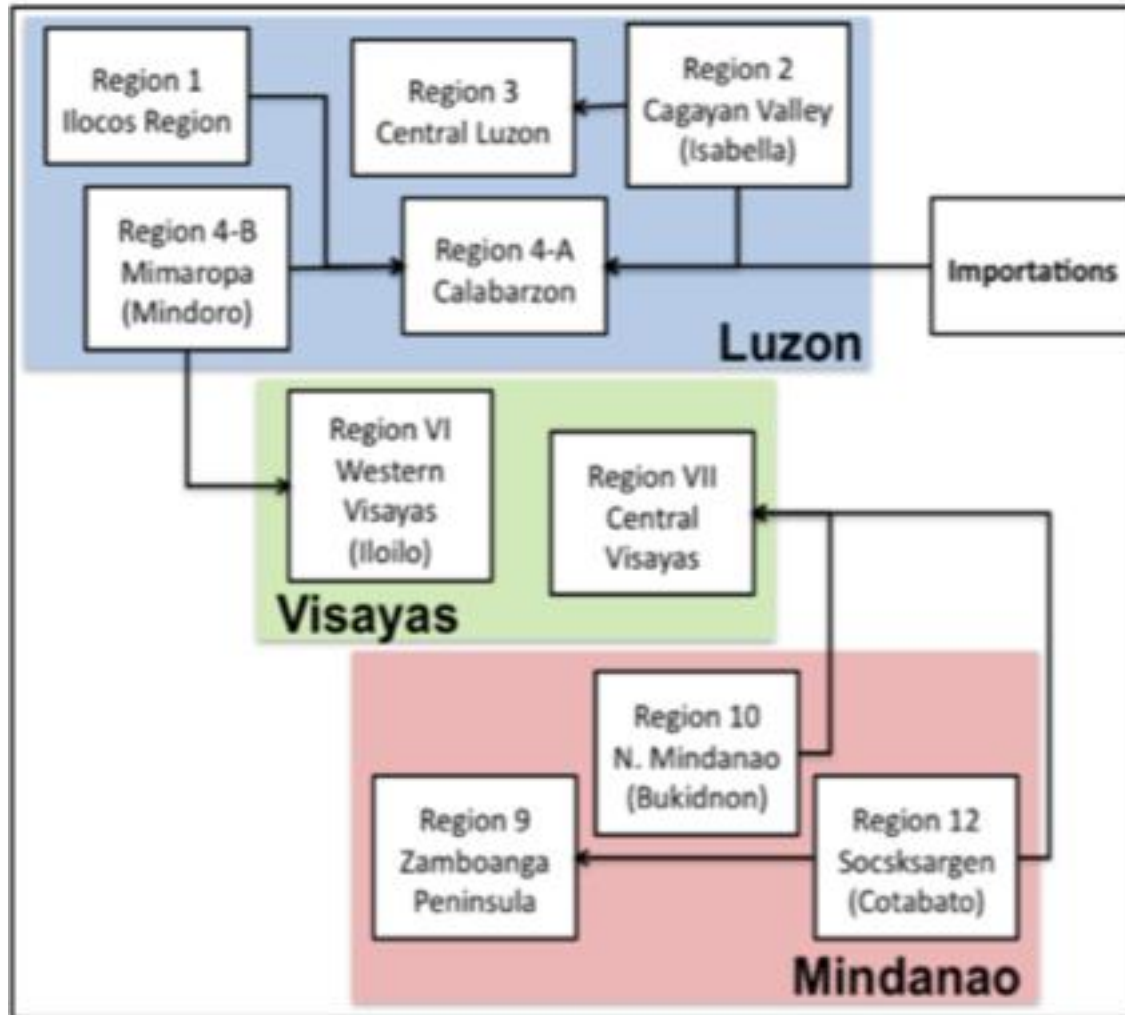 Region 1
Ilocos Region
Region 3
Central Luzon
Region 2
Cagayan Valley
(Isabella)
Region 4-B
Mimaropa
(Mindoro)
Region 4-A
Calabarzon
Importations
Luzon
Region VI
Western
Visayas
(Iloilo)
Region VII
Central
Visayas
Visayas
Region 10
N. Mindanao
(Bukidnon)
Region 9
Zamboanga
Peninsula
Region 12
Socsksargen
(Cotabato)
Mindanao